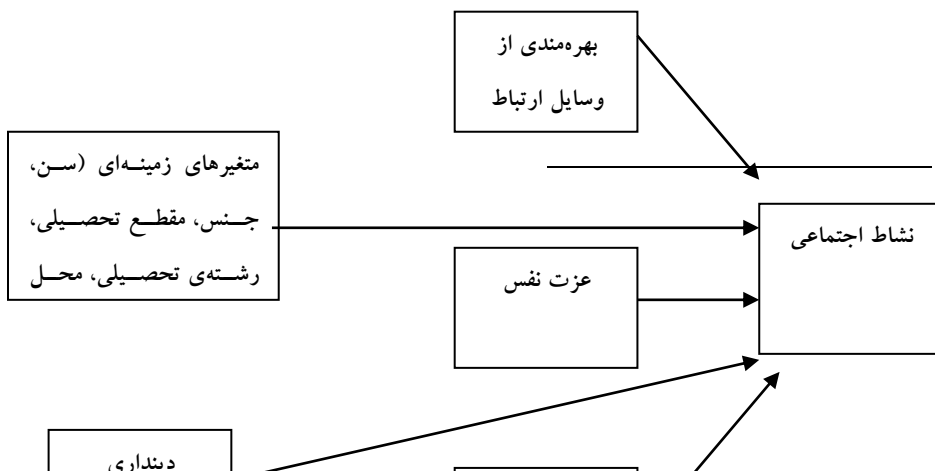 بهره‌مندی از
وسایل ارتباط
متغیرهای زمینه‌ای (سن،
جنس، مقطع تحصیلی،
رشته‌ی تحصیلی، محل
نشاط اجتماعی
عزت نفس
دینداری